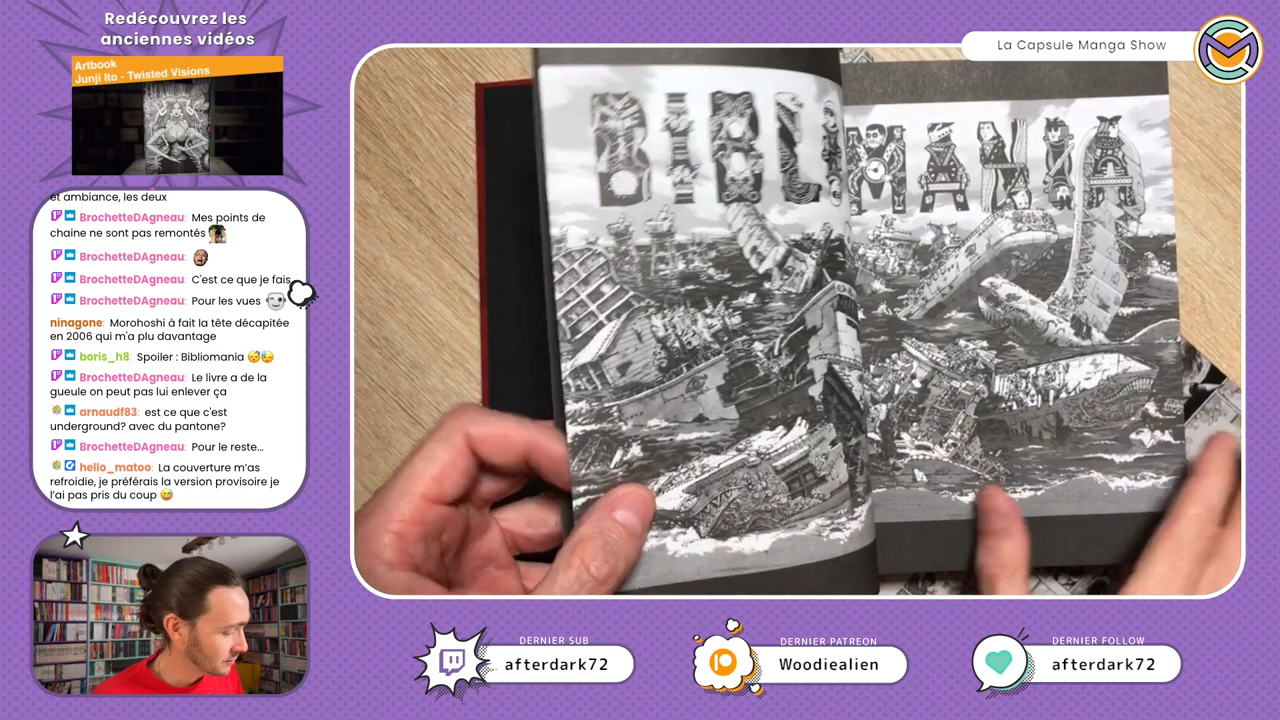 Redécouvrez les
anciennes vidéos
Artbook
Junji Ito - Twisted Visions
et ambiance, les deux
BrochetteDAgneau: Mes points de
chaine ne sont pas remontés
BrochetteDAgneau:
BrochetteDAgneau: C'est ce que je fais
BrochetteDAgneau: Pour les vues
ninagone: Morohoshi à fait la tête décapitée
en 2006 qui m'a plu davantage
boris_h8: Spoiler : Bibliomania 😴😓
BrochetteDAgneau: Le livre a de la
gueule on peut pas lui enlever ça
arnaudf83: est ce que c'est
underground? avec du pantone?
BrochetteDAgneau: Pour le reste...
hello_matoo: La couverture m'as
refroidie, je préférais la version provisoire je
l'ai pas pris du coup 😅
La Capsule Manga Show
BIBLI
MALIO
DERNIER SUB
afterdark72
DERNIER PATREON
Woodiealien
DERNIER FOLLOW
afterdark72